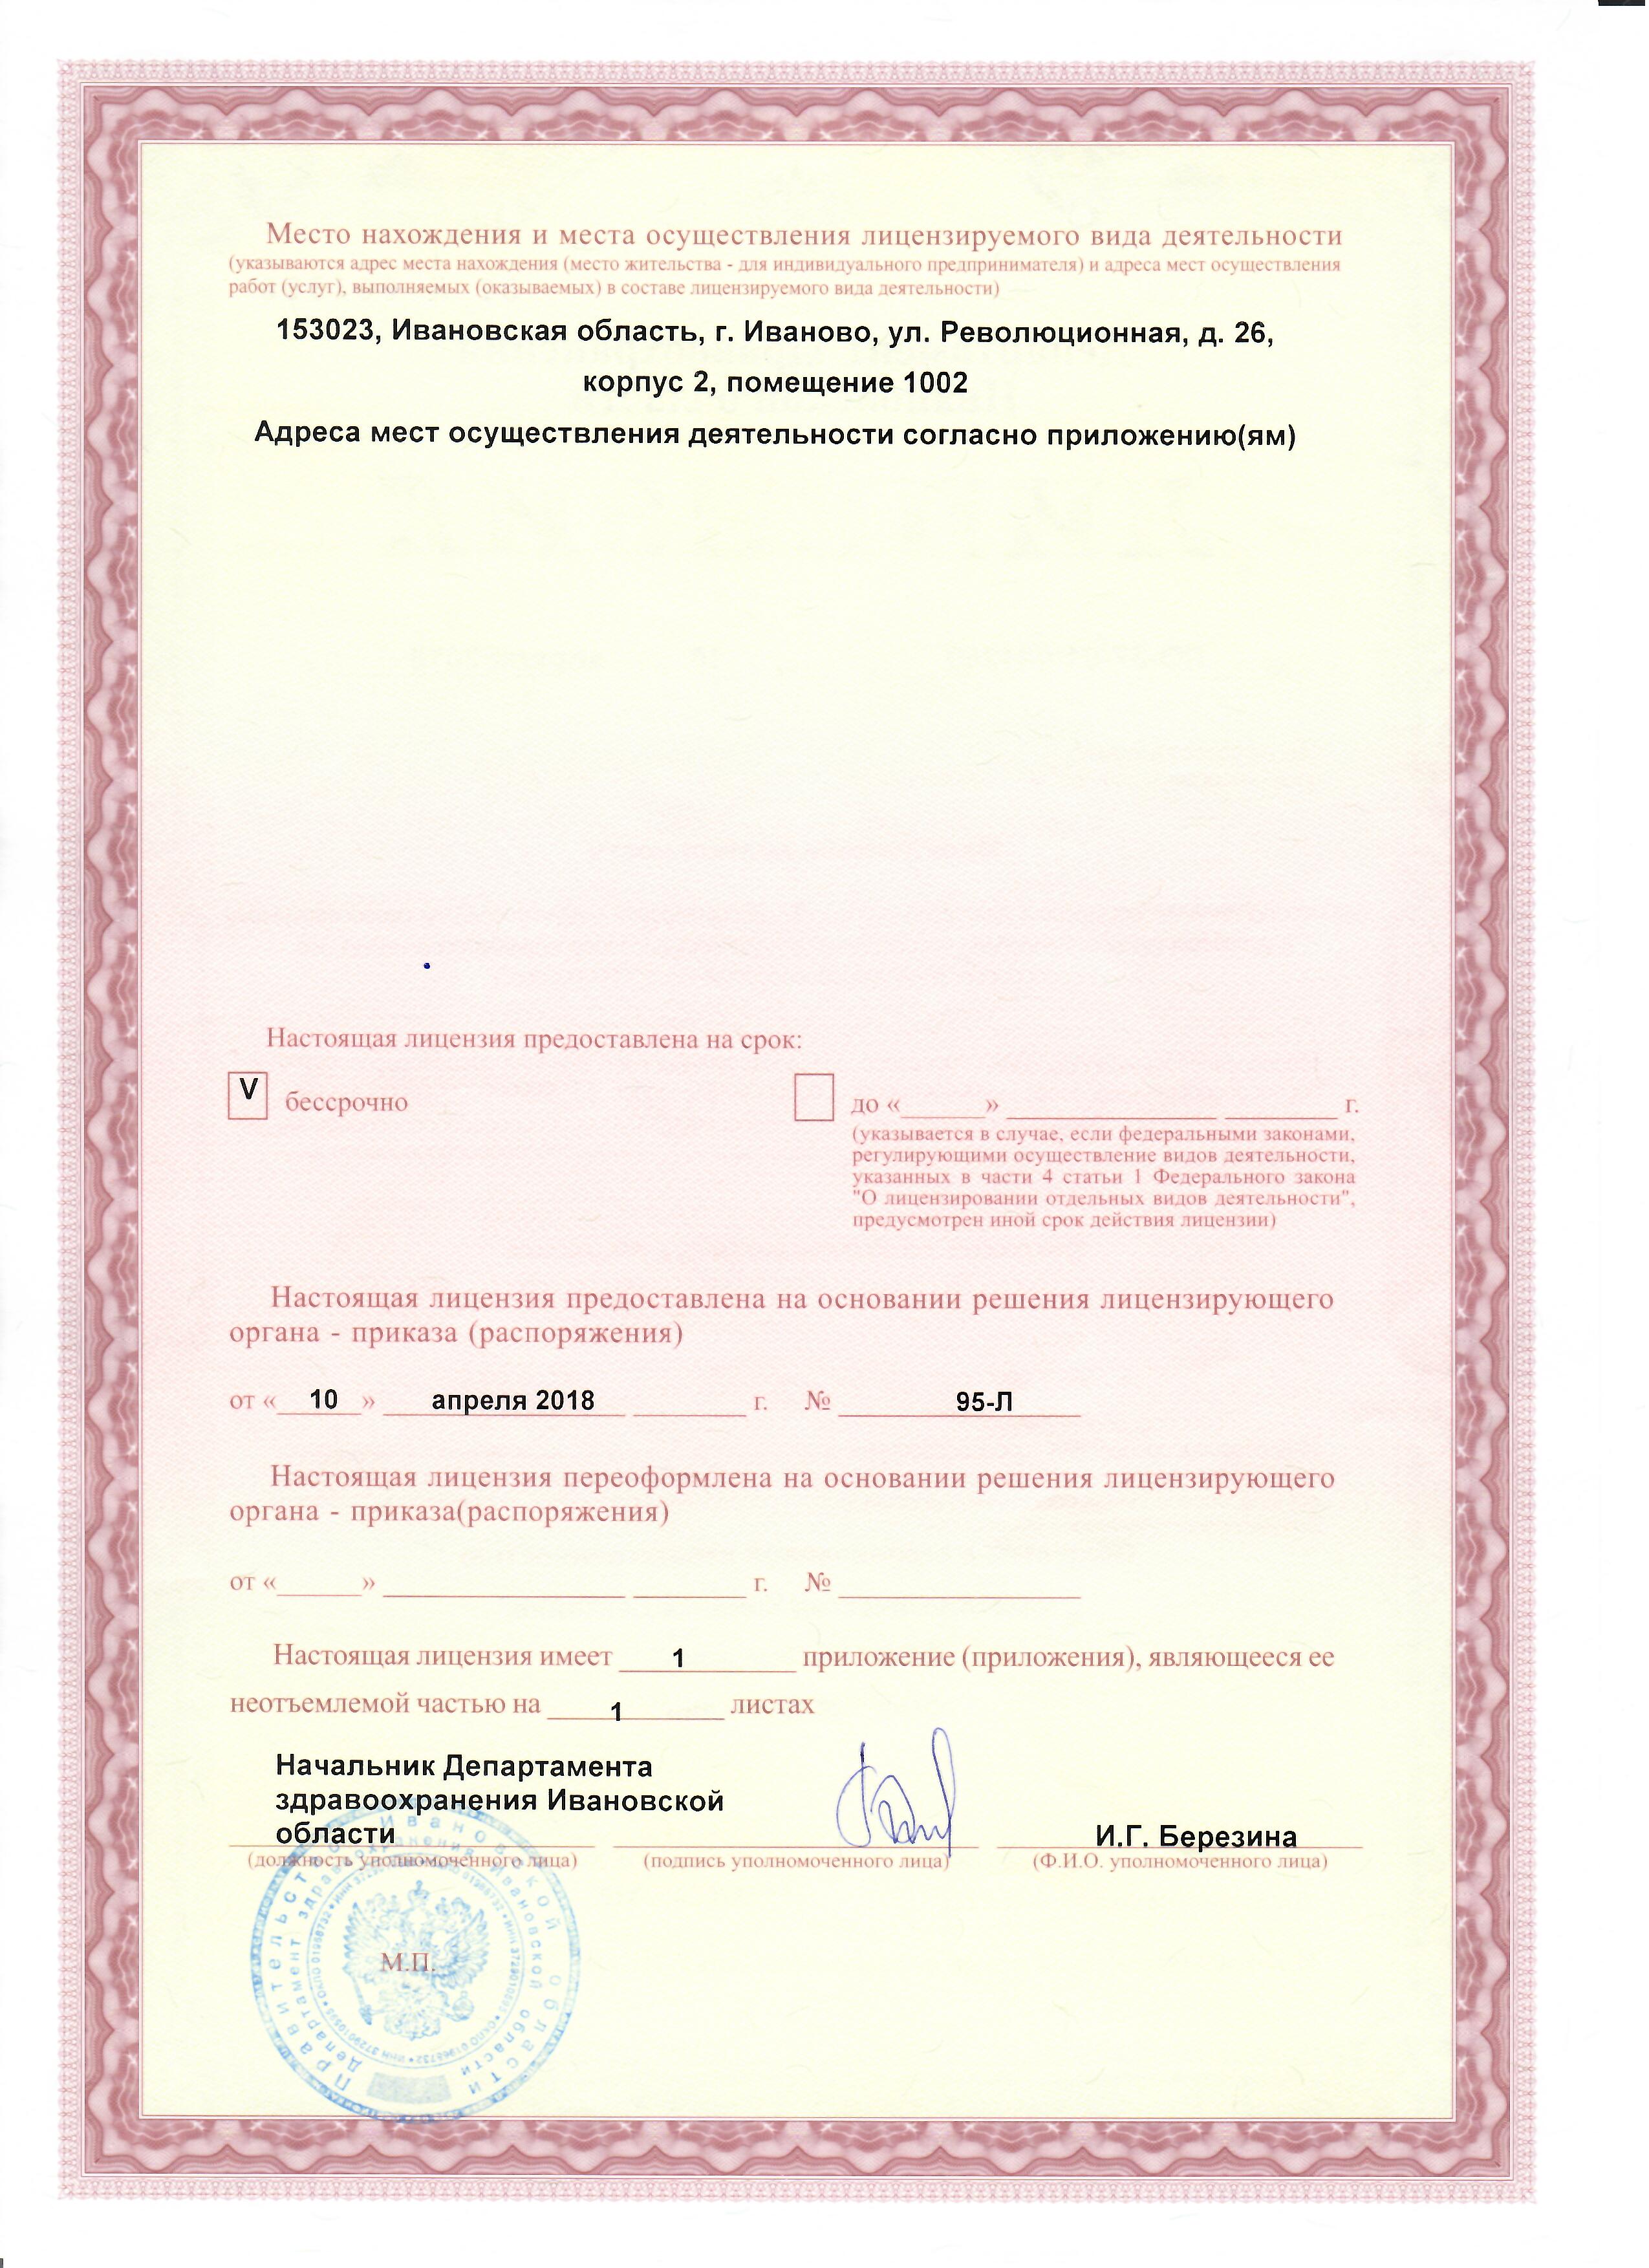 Место нахождения и места осуществления лицензируемого вида деятельности
(указываются адрес места нахождения (место жительства - для индивидуального предпринимателя) и адреса мест осуществления
работ (услуг), выполняемых (оказываемых) в составе лицензируемого вида деятельности)
153023, Ивановская область, г. Иваново, ул. Революционная, д. 26,
корпус 2, помещение 1002
Адреса мест осуществления деятельности согласно приложению(ям)
Настоящая лицензия предоставлена на срок:
V бессрочно
до «______» _______________ ________ г.
(указывается в случае, если федеральными законами,
регулирующими осуществление видов деятельности,
указанных в части 4 статьи 1 Федерального закона
"О лицензировании отдельных видов деятельности",
предусмотрен иной срок действия лицензии)
Настоящая лицензия предоставлена на основании решения лицензирующего
органа - приказа (распоряжения)
от « 10 » апреля 2018 г. № 95-Л
Настоящая лицензия переоформлена на основании решения лицензирующего
органа - приказа(распоряжения)
от «______» _________________ ________ г. № _________________
Настоящая лицензия имеет 1 приложение (приложения), являющееся ее
неотъемлемой частью на 1 листах
Начальник Департамента
здравоохранения Ивановской
области
И.Г. Березина
(должность уполномоченного лица) (подпись уполномоченного лица) (Ф.И.О. уполномоченного лица)
М.П.
Правительство Ивановской области
Департамент здравоохранения Ивановской области